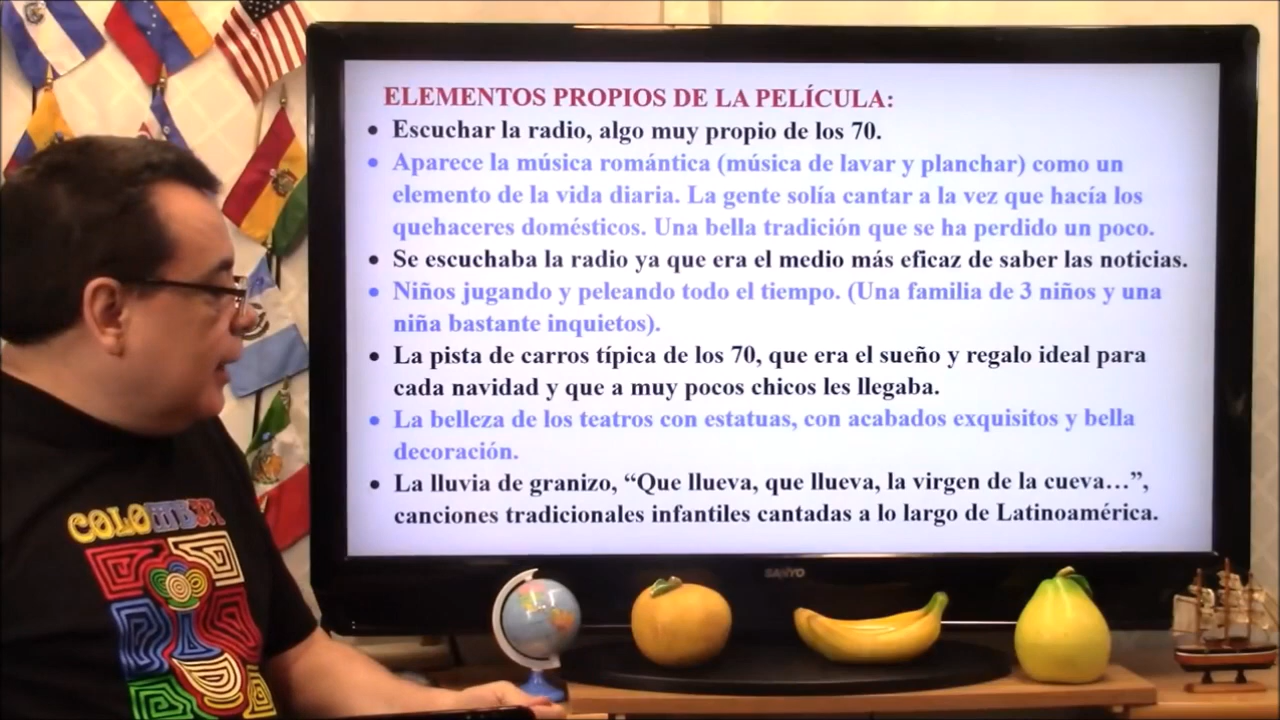 ELEMENTOS PROPIOS DE LA PELÍCULA:
• Escuchar la radio, algo muy propio de los 70.
• Aparece la música romántica (música de lavar y planchar) como un
elemento de la vida diaria. La gente solía cantar a la vez que hacía los
quehaceres domésticos. Una bella tradición que se ha perdido un poco.
• Se escuchaba la radio ya que era el medio más eficaz de saber las noticias.
• Niños jugando y peleando todo el tiempo. (Una familia de 3 niños y una
niña bastante inquietos).
• La pista de carros típica de los 70, que era el sueño y regalo ideal para
cada navidad y que a muy pocos chicos les llegaba.
• La belleza de los teatros con estatuas, con acabados exquisitos y bella
decoración.
• La lluvia de granizo, “Que llueva, que llueva, la virgen de la cueva…”,
canciones tradicionales infantiles cantadas a lo largo de Latinoamérica.
SANYO